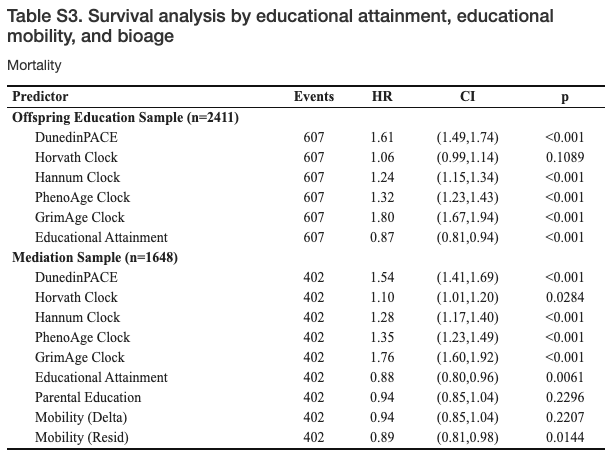 Table S3. Survival analysis by educational attainment, educational
mobility, and bioage
Mortality
Predictor Events HR CI p
Offspring Education Sample (n=2411)
DunedinPACE 607 1.61 (1.49,1.74) <0.001
Horvath Clock 607 1.06 (0.99,1.14) 0.1089
Hannum Clock 607 1.24 (1.15,1.34) <0.001
PhenoAge Clock 607 1.32 (1.23,1.43) <0.001
GrimAge Clock 607 1.80 (1.67,1.94) <0.001
Educational Attainment 607 0.87 (0.81,0.94) <0.001
Mediation Sample (n=1648)
DunedinPACE 402 1.54 (1.41,1.69) <0.001
Horvath Clock 402 1.10 (1.01,1.20) 0.0284
Hannum Clock 402 1.28 (1.17,1.40) <0.001
PhenoAge Clock 402 1.35 (1.23,1.49) <0.001
GrimAge Clock 402 1.76 (1.60,1.92) <0.001
Educational Attainment 402 0.88 (0.80,0.96) 0.0061
Parental Education 402 0.94 (0.85,1.04) 0.2296
Mobility (Delta) 402 0.94 (0.85,1.04) 0.2207
Mobility (Resid) 402 0.89 (0.81,0.98) 0.0144